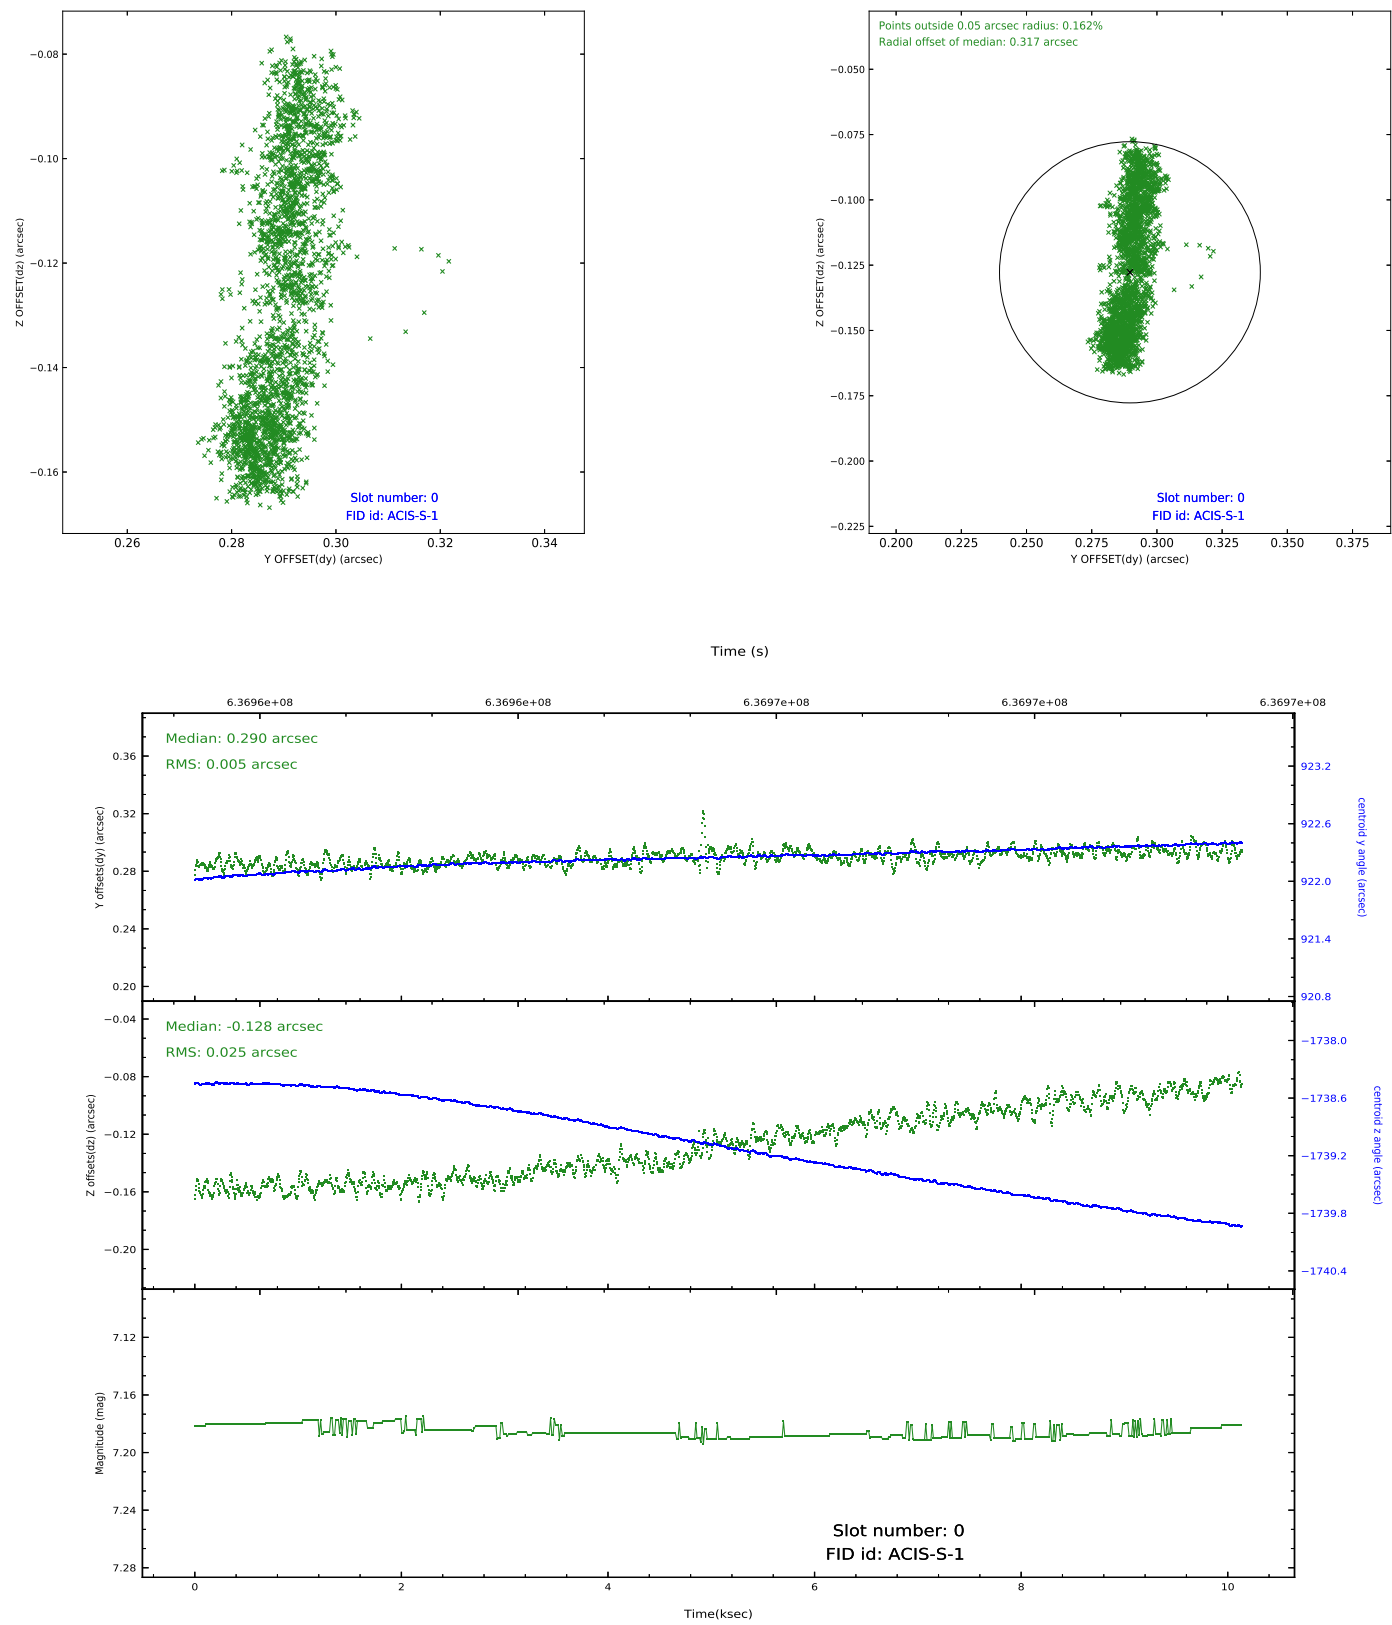 −0.08
−0.10
−0.12
−0.14
−0.16
Z OFFSET(dz) (arcsec)
0.26
0.28
0.30
0.32
0.34
Y OFFSET(dy) (arcsec)
Slot number: 0
FID id: ACIS-S-1
Points outside 0.05 arcsec radius: 0.162%
Radial offset of median: 0.317 arcsec
−0.050
−0.075
−0.100
−0.125
−0.150
−0.175
−0.200
−0.225
Z OFFSET(dz) (arcsec)
0.200
0.225
0.250
0.275
0.300
0.325
0.350
0.375
Y OFFSET(dy) (arcsec)
Slot number: 0
FID id: ACIS-S-1
Time (s)
6.3696e+08
6.3696e+08
6.3697e+08
6.3697e+08
6.3697e+08
Median: 0.290 arcsec
RMS: 0.005 arcsec
0.36
0.32
0.28
0.24
0.20
Y offsets(dy) (arcsec)
923.2
922.6
922.0
921.4
920.8
centroid y angle (arcsec)
Median: -0.128 arcsec
RMS: 0.025 arcsec
−0.04
−0.08
−0.12
−0.16
−0.20
Z offsets(dz) (arcsec)
−1738.0
−1738.6
−1739.2
−1739.8
−1740.4
centroid z angle (arcsec)
7.12
7.16
7.20
7.24
7.28
Magnitude (mag)
Slot number: 0
FID id: ACIS-S-1
0
2
4
6
8
10
Time(ksec)